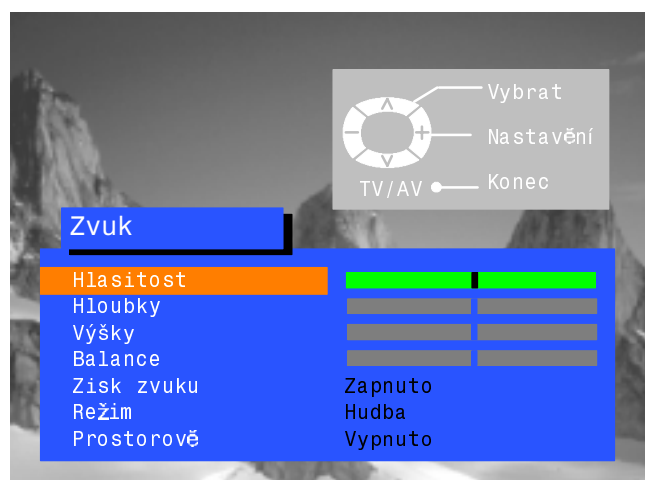 Vybrat
Nastavění
TV/AV Konec
Zvuk
Hlasitost
Hloubky
Výšky
Balance
Zisk zvuku Zapnuto
Režim Hudba
Prostorově Vypnuto